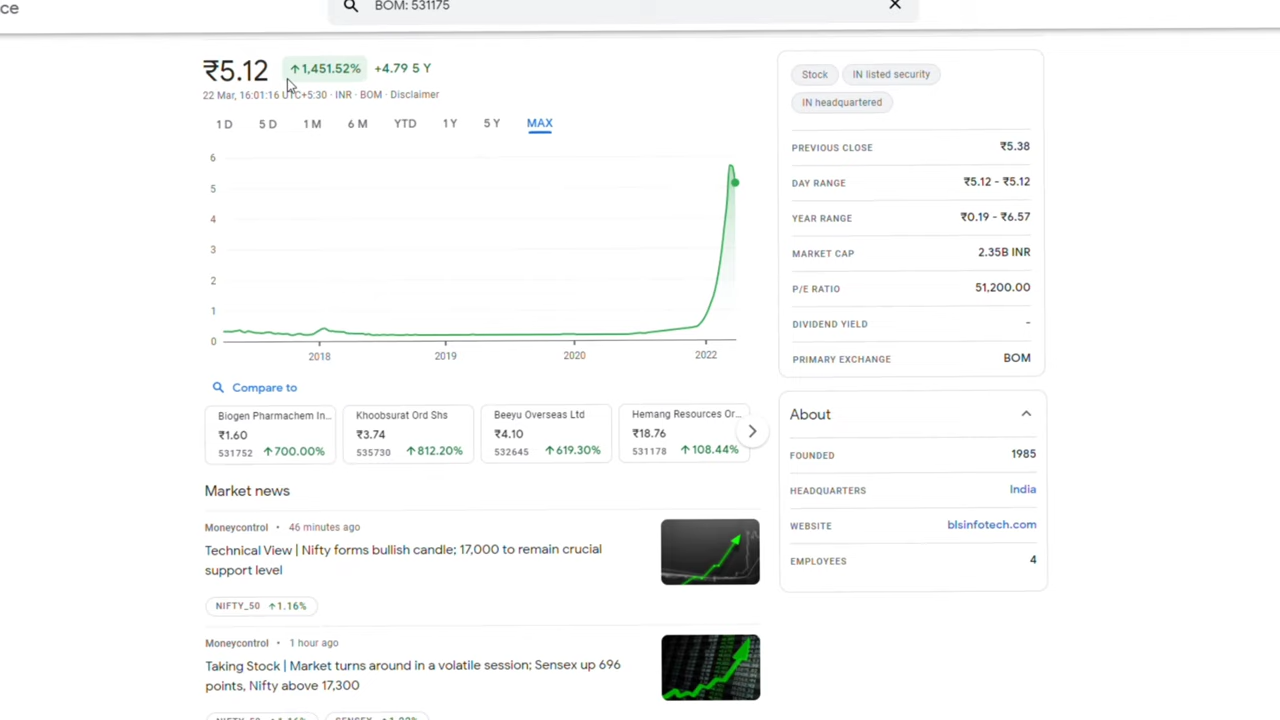 ce
BOM: 531175
₹5.12 ↑1,451.52% +4.79 5 Y
22 Mar, 16:01:16 UTC+5:30 · INR · BOM · Disclaimer
1 D 5 D 1 M 6 M YTD 1 Y 5 Y MAX
6
5
4
3
2
1
0
2018 2019 2020 2022
Compare to
Biogen Pharmachem In...
₹1.60
531752 ↑700.00%
Khoobsurat Ord Shs
₹3.74
535730 ↑812.20%
Beeyu Overseas Ltd
₹4.10
532645 ↑619.30%
Hemang Resources Or...
₹18.76
531178 ↑108.44%
Market news
Moneycontrol · 46 minutes ago
Technical View | Nifty forms bullish candle; 17,000 to remain crucial
support level
NIFTY_50 ↑1.16%
Moneycontrol · 1 hour ago
Taking Stock | Market turns around in a volatile session; Sensex up 696
points, Nifty above 17,300
Stock IN listed security
IN headquartered
PREVIOUS CLOSE ₹5.38
DAY RANGE ₹5.12 - ₹5.12
YEAR RANGE ₹0.19 - ₹6.57
MARKET CAP 2.35B INR
P/E RATIO 51,200.00
DIVIDEND YIELD -
PRIMARY EXCHANGE BOM
About
FOUNDED 1985
HEADQUARTERS India
WEBSITE blsinfotech.com
EMPLOYEES 4